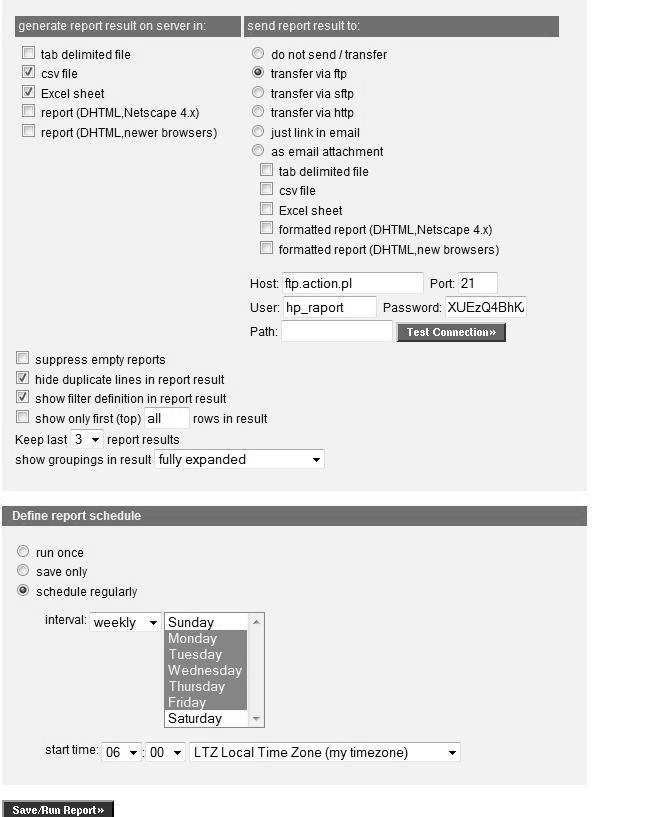 generate report result on server in:
send report result to:
tab delimited file
csv file
Excel sheet
report (DHTML,Netscape 4.x)
report (DHTML,newer browsers)
do not send / transfer
transfer via ftp
transfer via sftp
transfer via http
just link in email
as email attachment
tab delimited file
csv file
Excel sheet
formatted report (DHTML,Netscape 4.x)
formatted report (DHTML,new browsers)
Host: ftp.action.pl Port: 21
User: hp_raport Password: XUEzQ4BhK
Path: Test Connection»
suppress empty reports
hide duplicate lines in report result
show filter definition in report result
show only first (top) all rows in result
Keep last 3 report results
show groupings in result fully expanded
Define report schedule
run once
save only
schedule regularly
interval: weekly Sunday
Monday
Tuesday
Wednesday
Thursday
Friday
Saturday
start time: 06 : 00 LTZ Local Time Zone (my timezone)
Save/Run Report»